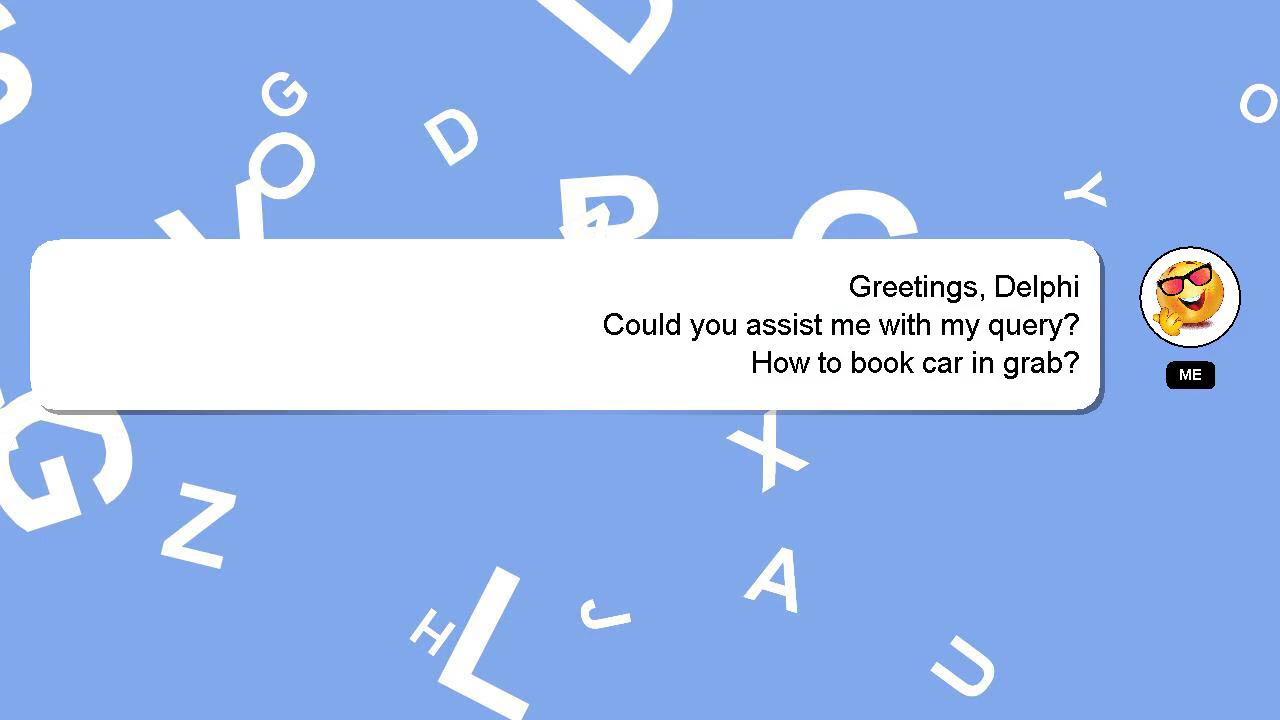 S
G
O
D
D
V
P
A
C
Y
O
Greetings, Delphi
Could you assist me with my query?
How to book car in grab?
ME
G
Z
X
A
H
L
J
U